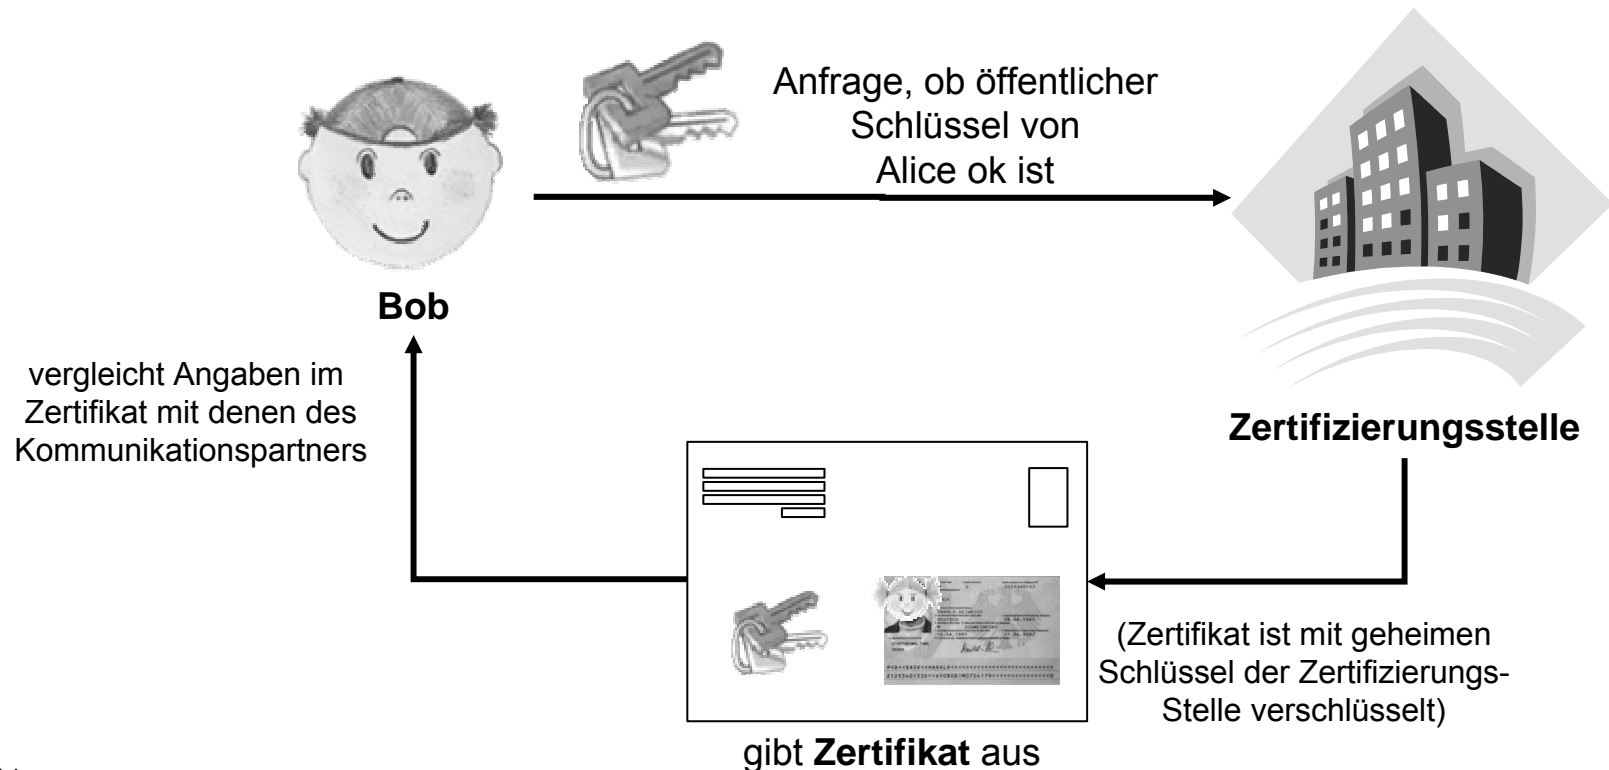 Anfrage, ob öffentlicher
Schlüssel von
Alice ok ist
Bob
vergleicht Angaben im
Zertifikat mit denen des
Kommunikationspartners
Zertifizierungsstelle
(Zertifikat ist mit geheimen
Schlüssel der Zertifizierungs-
Stelle verschlüsselt)
gibt Zertifikat aus